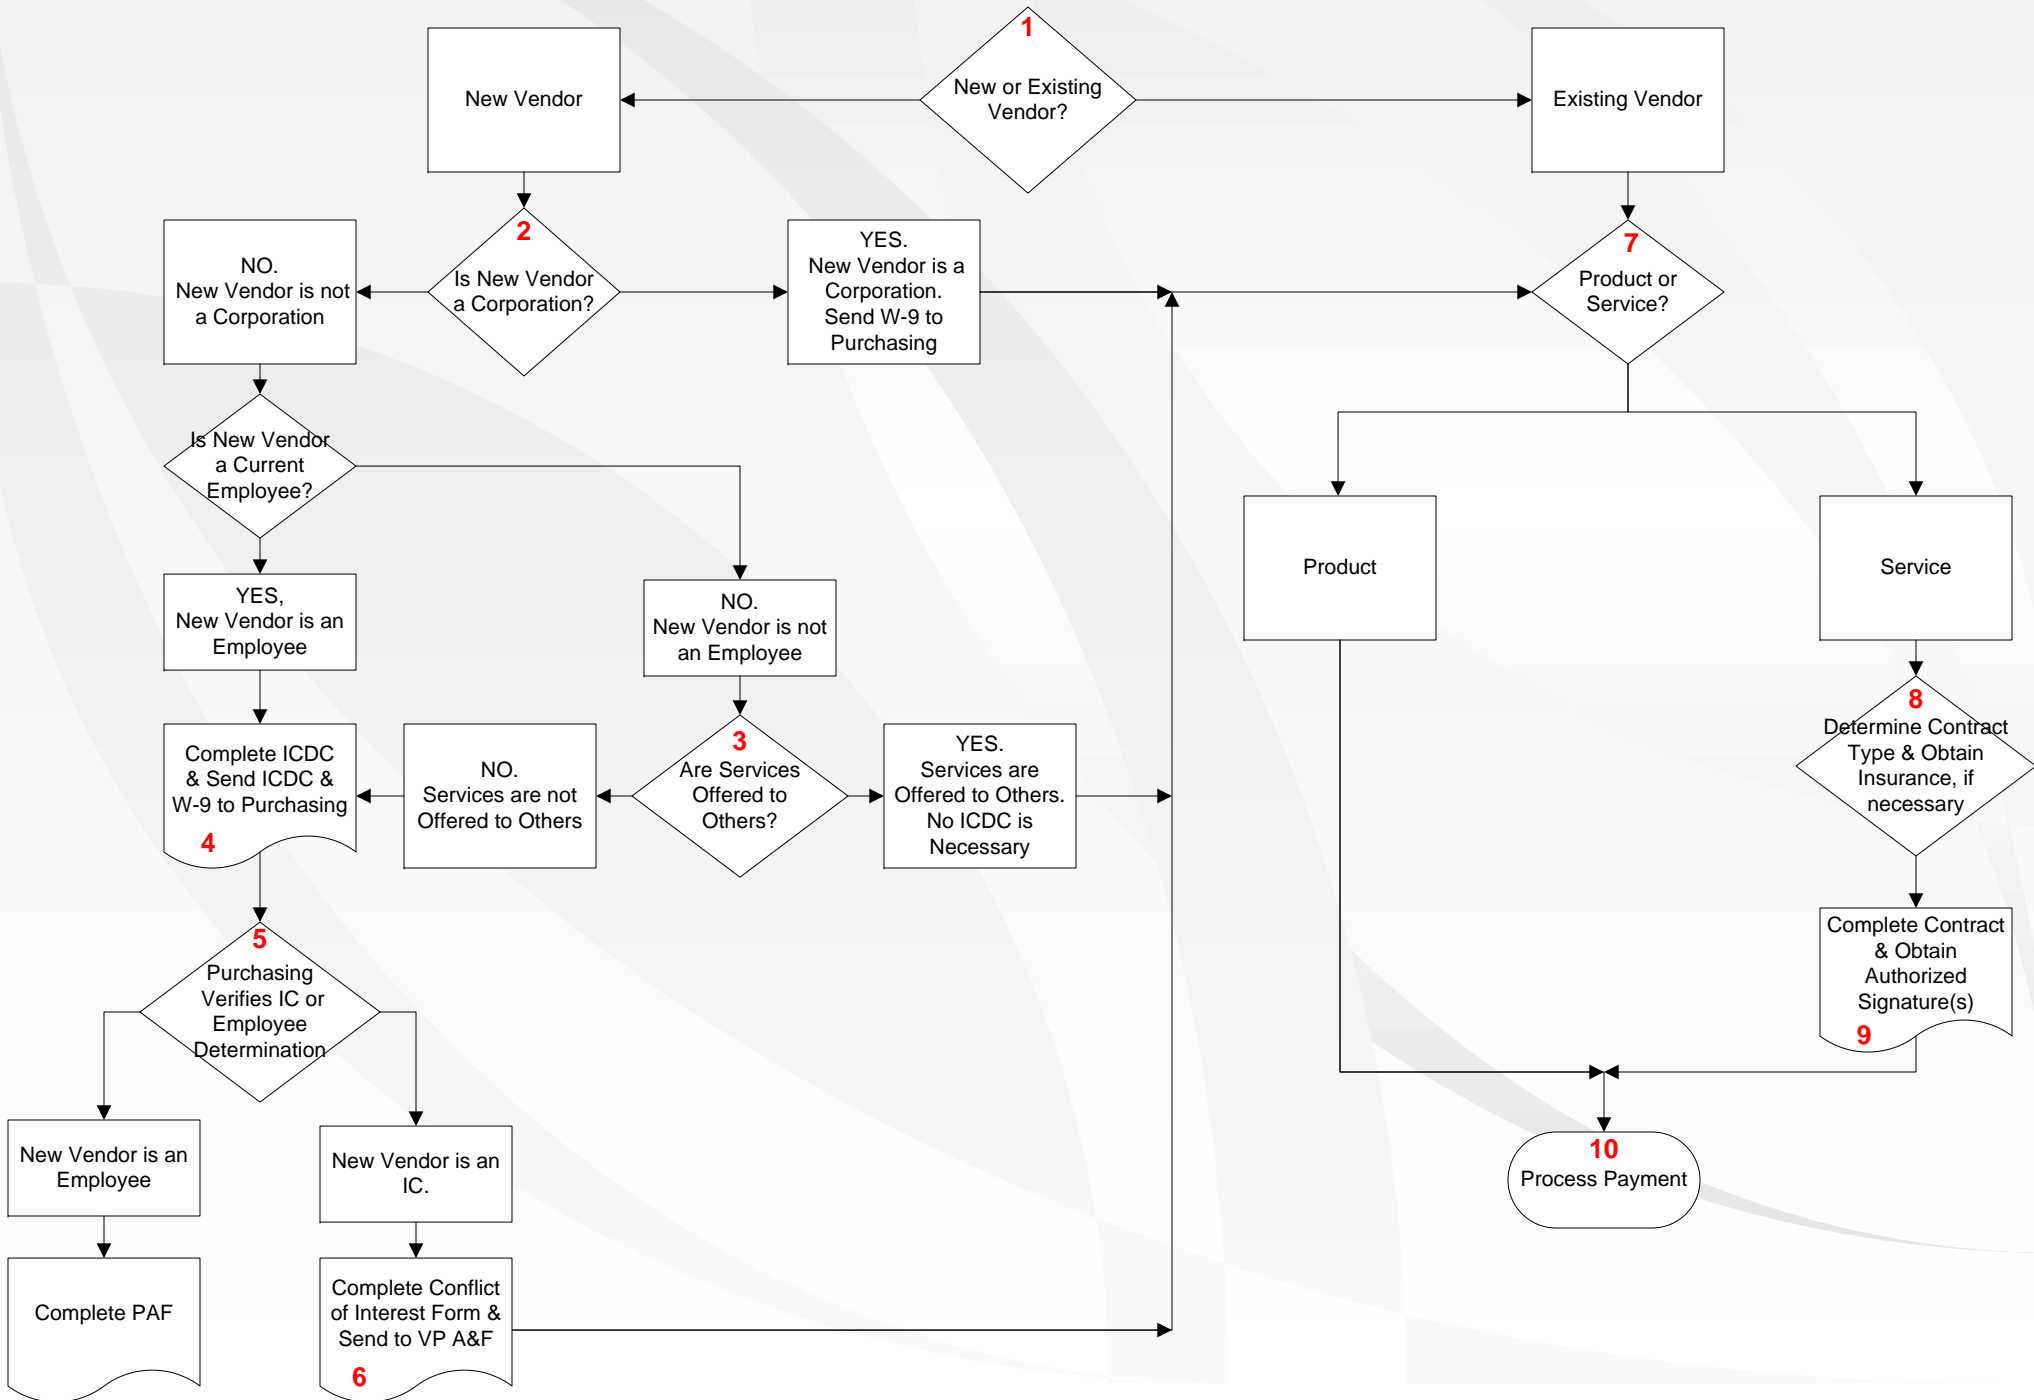 1
New or Existing
Vendor?
New Vendor
Existing Vendor
2
Is New Vendor
a Corporation?
NO.
New Vendor is not
a Corporation
YES.
New Vendor is a
Corporation.
Send W-9 to
Purchasing
7
Product or
Service?
Is New Vendor
a Current
Employee?
YES,
New Vendor is an
Employee
NO.
New Vendor is not
an Employee
Product
Service
Complete ICDC
& Send ICDC &
W-9 to Purchasing
4
NO.
Services are not
Offered to Others
3
Are Services
Offered to
Others?
YES.
Services are
Offered to Others.
No ICDC is
Necessary
8
Determine Contract
Type & Obtain
Insurance, if
necessary
5
Purchasing
Verifies IC or
Employee
Determination
Complete Contract
& Obtain
Authorized
Signature(s)
9
New Vendor is an
Employee
New Vendor is an
IC.
10
Process Payment
Complete PAF
Complete Conflict
of Interest Form &
Send to VP A&F
6